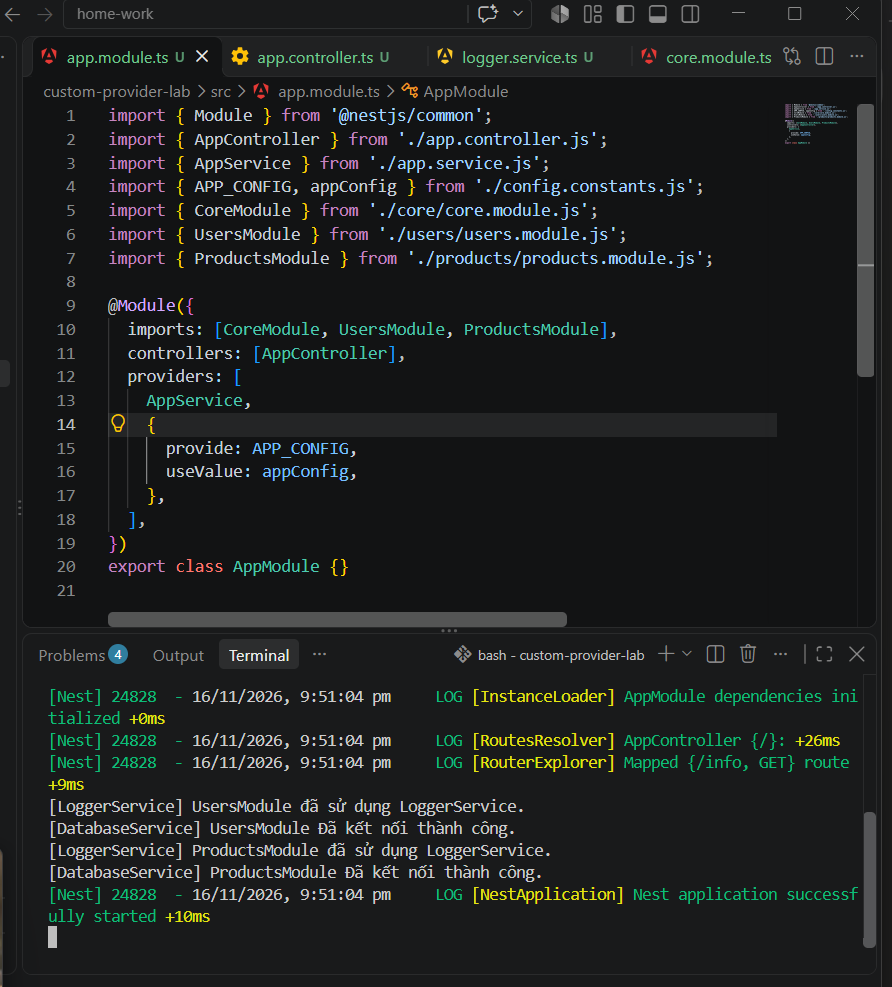 home-work
app.module.ts U
app.controller.ts U
logger.service.ts U
core.module.ts
custom-provider-lab > src > app.module.ts > AppModule
1 import { Module } from '@nestjs/common';
2 import { AppController } from './app.controller.js';
3 import { AppService } from './app.service.js';
4 import { APP_CONFIG, appConfig } from './config.constants.js';
5 import { CoreModule } from './core/core.module.js';
6 import { UsersModule } from './users/users.module.js';
7 import { ProductsModule } from './products/products.module.js';
8
9 @Module({
10 imports: [CoreModule, UsersModule, ProductsModule],
11 controllers: [AppController],
12 providers: [
13 AppService,
14 {
15 provide: APP_CONFIG,
16 useValue: appConfig,
17 },
18 ],
19 })
20 export class AppModule {}
21
Problems 4 Output Terminal ··· bash - custom-provider-lab
[Nest] 24828 - 16/11/2026, 9:51:04 pm LOG [InstanceLoader] AppModule dependencies ini
tialized +0ms
[Nest] 24828 - 16/11/2026, 9:51:04 pm LOG [RoutesResolver] AppController {/}: +26ms
[Nest] 24828 - 16/11/2026, 9:51:04 pm LOG [RouterExplorer] Mapped {/info, GET} route
+9ms
[LoggerService] UsersModule đã sử dụng LoggerService.
[DatabaseService] UsersModule Đã kết nối thành công.
[LoggerService] ProductsModule đã sử dụng LoggerService.
[DatabaseService] ProductsModule Đã kết nối thành công.
[Nest] 24828 - 16/11/2026, 9:51:04 pm LOG [NestApplication] Nest application successf
ully started +10ms